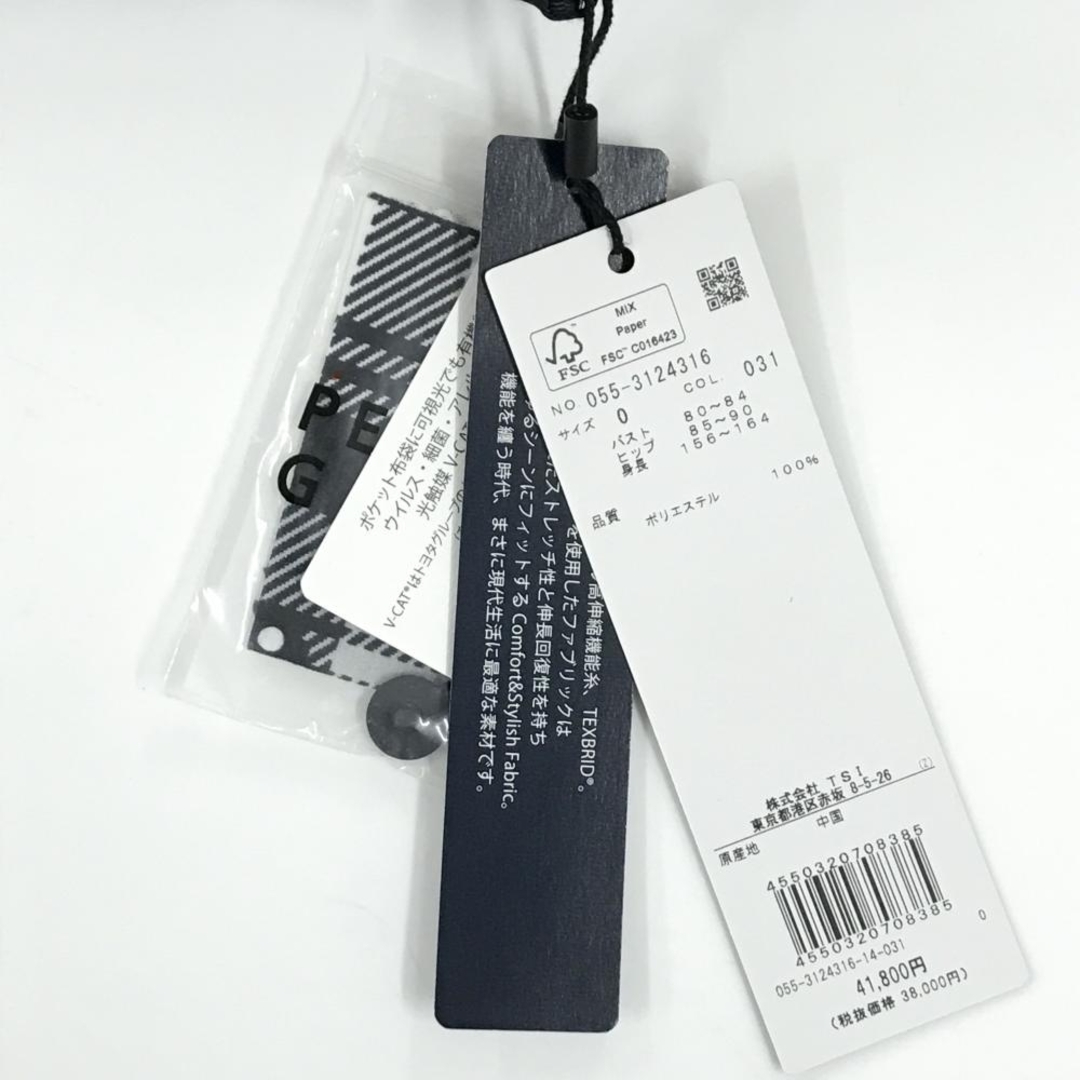 P E
G
ポケット布袋に可視光でも有機
ウイルス・細菌・アレ
光触媒 V-CAT
V-CAT®はトヨタグループの
高伸縮機能糸、TEXBRID®。
を使用したファブリックは
たストレッチ性と伸長回復性を持ち
るシーンにフィットする Comfort&Stylish Fabric。
機能を纏う時代、まさに現代生活に最適な素材です。
FSC
MIX
Paper
FSC™ C016423
NO. 055-3124316
COL. 031
サイズ 0
バスト 80～84
ヒップ 85～90
身長 156～164
品質 ポリエステル 100%
株式会社 TSI
東京都港区赤坂 8-5-26 (Z)
原産地 中国
4550320708385
4550320708385
055-3124316-14-031 0
41,800円
(税抜価格 38,000円)